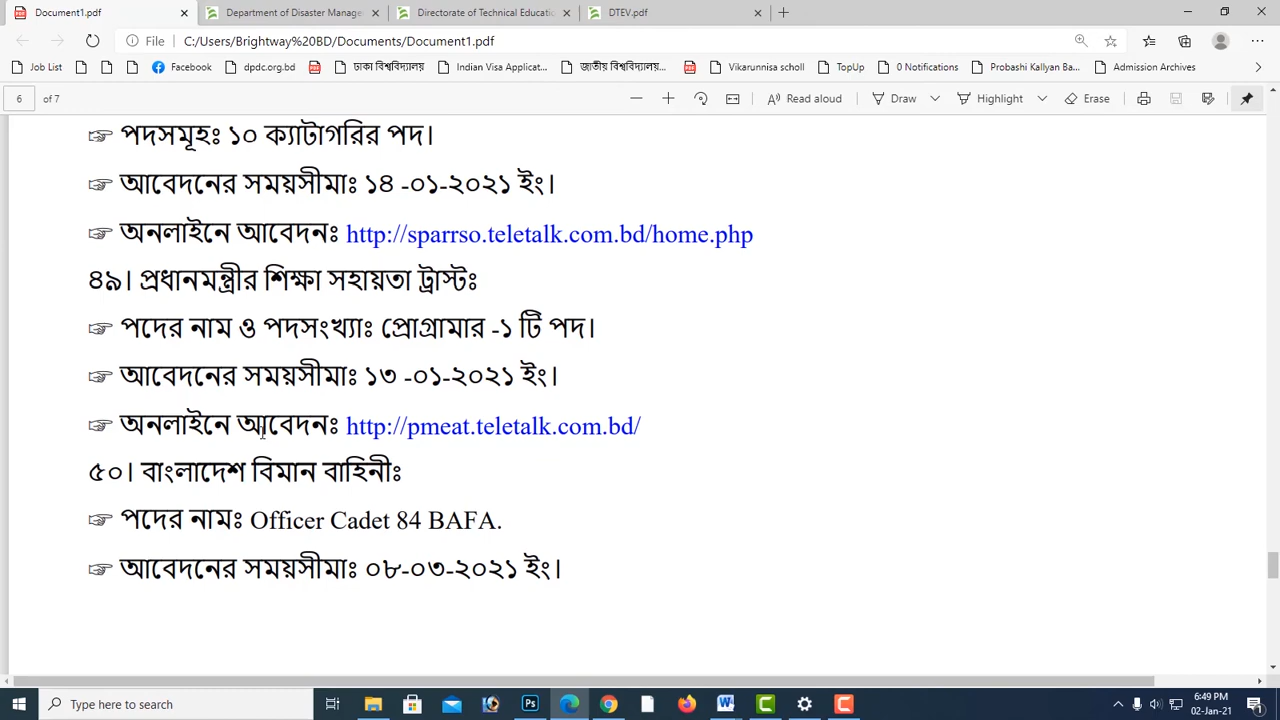 Document1.pdf
Department of Disaster Manage
Directorate of Technical Educatio
DTEV.pdf
File C:/Users/Brightway%20BD/Documents/Document1.pdf
Job List Facebook dpdc.org.bd ঢাকা বিশ্ববিদ্যালয় Indian Visa Applicat... জাতীয় বিশ্ববিদ্যালয়... Vikarunnisa scholl TopUp 0 Notifications Probashi Kallyan Ba... Admission Archives
6 of 7 Read aloud Draw Highlight Erase
☞ পদসমূহঃ ১০ ক্যাটাগরির পদ।
☞ আবেদনের সময়সীমাঃ ১৪ -০১-২০২১ ইং।
☞ অনলাইনে আবেদনঃ http://sparrso.teletalk.com.bd/home.php
৪৯। প্রধানমন্ত্রীর শিক্ষা সহায়তা ট্রাস্টঃ
☞ পদের নাম ও পদসংখ্যাঃ প্রোগ্রামার -১ টি পদ।
☞ আবেদনের সময়সীমাঃ ১৩ -০১-২০২১ ইং।
☞ অনলাইনে আবেদনঃ http://pmeat.teletalk.com.bd/
৫০। বাংলাদেশ বিমান বাহিনীঃ
☞ পদের নামঃ Officer Cadet 84 BAFA.
☞ আবেদনের সময়সীমাঃ ০৮-০৩-২০২১ ইং।
Type here to search
6:49 PM
02-Jan-21